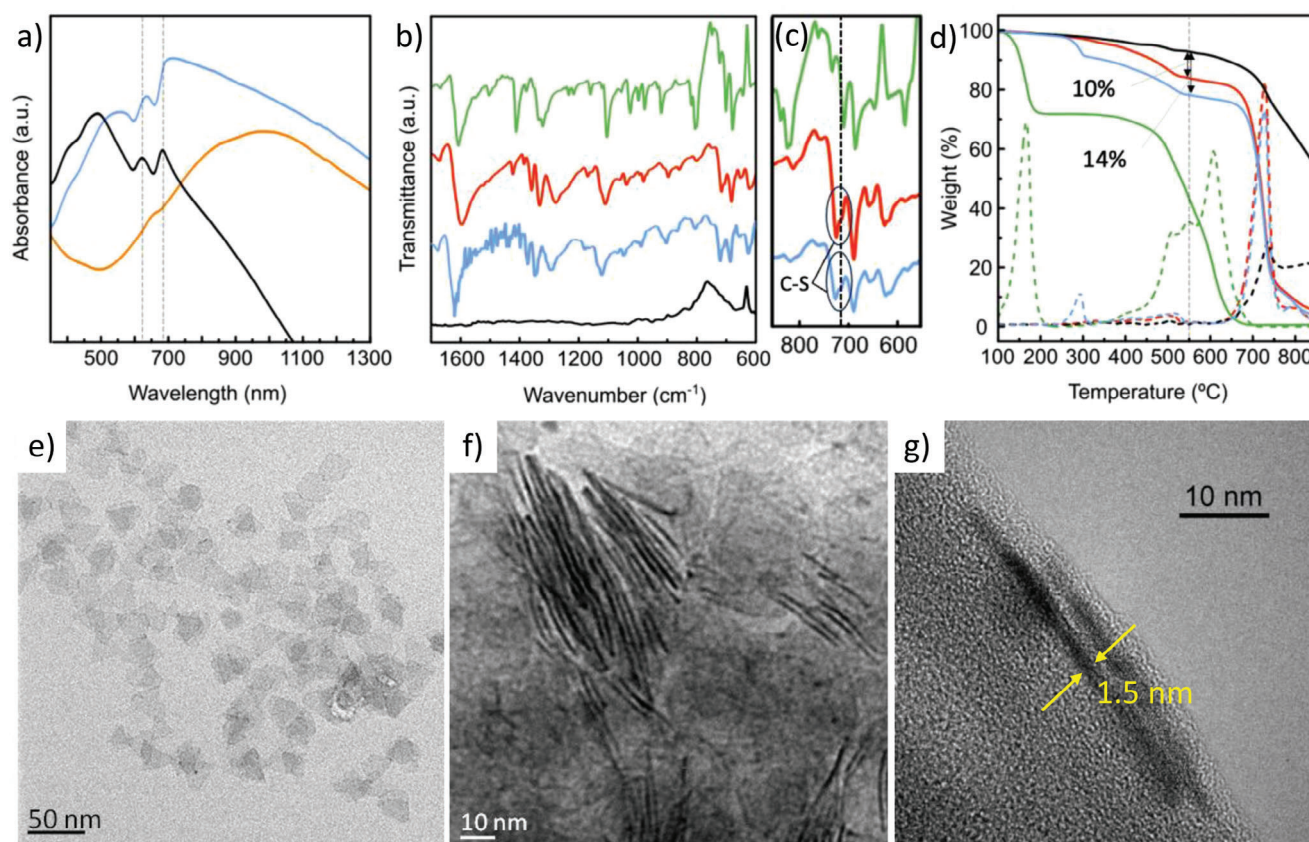 a)
Absorbance (a.u.)
500 700 900 1100 1300
Wavelength (nm)
b)
Transmittance (a.u.)
1600 1400 1200 1000 800 600
Wavenumber (cm⁻¹)
(c)
C-S
800 700 600
d)
Weight (%)
100
80
60
40
20
0
10%
14%
100 200 300 400 500 600 700 800
Temperature (ºC)
e)
50 nm
f)
10 nm
g)
10 nm
1.5 nm